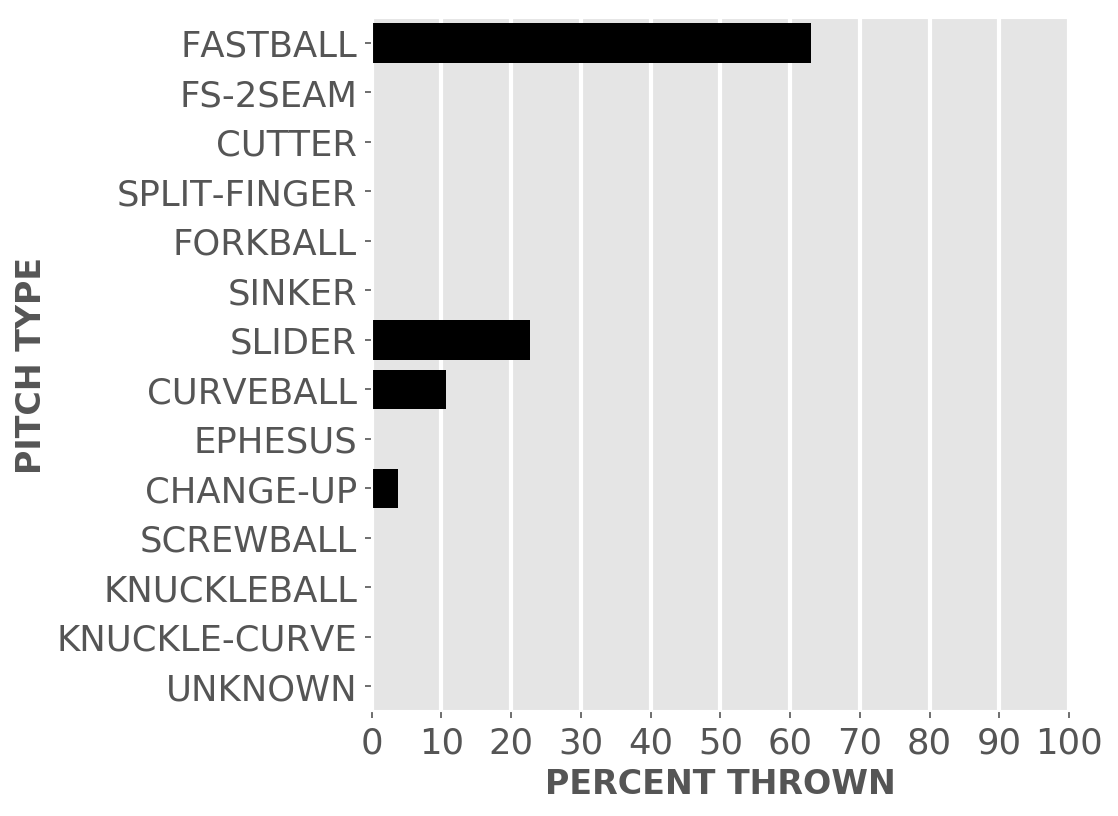 FASTBALL
FS-2SEAM
CUTTER
SPLIT-FINGER
FORKBALL
SINKER
SLIDER
CURVEBALL
EPHESUS
CHANGE-UP
SCREWBALL
KNUCKLEBALL
KNUCKLE-CURVE
UNKNOWN
PITCH TYPE
0 10 20 30 40 50 60 70 80 90 100
PERCENT THROWN